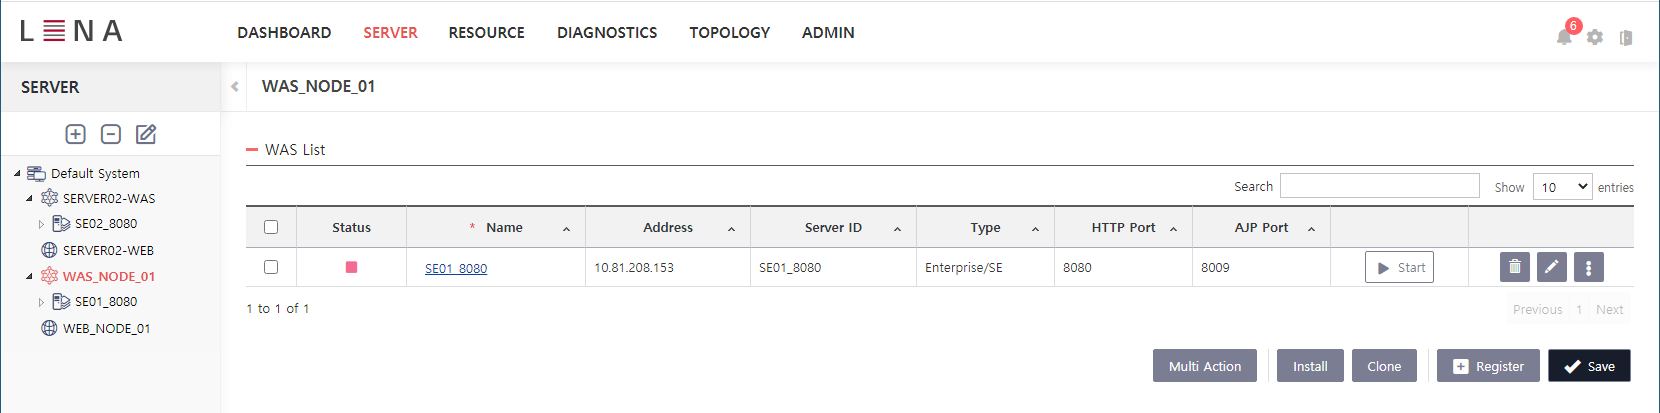 LENA DASHBOARD SERVER RESOURCE DIAGNOSTICS TOPOLOGY ADMIN 6
SERVER
WAS_NODE_01
WAS List
Default System
SERVER02-WAS
SE02_8080
SERVER02-WEB
WAS_NODE_01
SE01_8080
WEB_NODE_01
Search Show 10 entries
Status * Name Address Server ID Type HTTP Port AJP Port
SE01_8080 10.81.208.153 SE01_8080 Enterprise/SE 8080 8009 Start
1 to 1 of 1 Previous 1 Next
Multi Action Install Clone Register Save